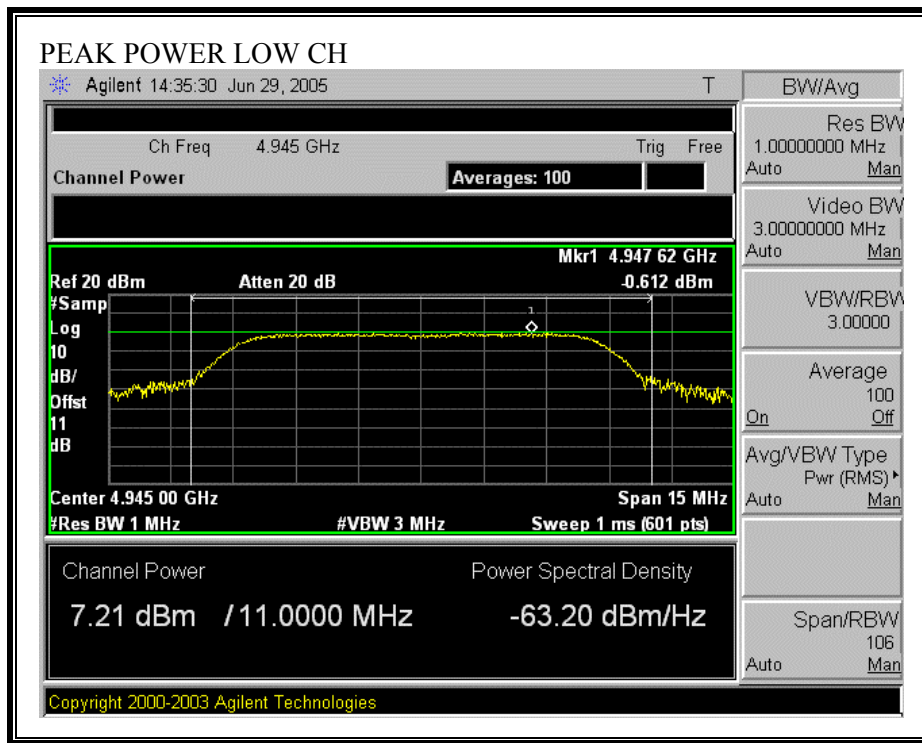 PEAK POWER LOW CH
Agilent 14:35:30 Jun 29, 2005 T
Ch Freq 4.945 GHz Trig Free
Channel Power Averages: 100
Mkr1 4.947 62 GHz
Ref 20 dBm Atten 20 dB -0.612 dBm
#Samp
Log
10
dB/
Offst
11
dB
1
Center 4.945 00 GHz Span 15 MHz
#Res BW 1 MHz #VBW 3 MHz Sweep 1 ms (601 pts)
Channel Power Power Spectral Density
7.21 dBm /11.0000 MHz -63.20 dBm/Hz
Copyright 2000-2003 Agilent Technologies
BW/Avg
Res BW
1.00000000 MHz
Auto Man
Video BW
3.00000000 MHz
Auto Man
VBW/RBW
3.00000
Average
100
On Off
Avg/VBW Type
Pwr (RMS)
Auto Man
Span/RBW
106
Auto Man